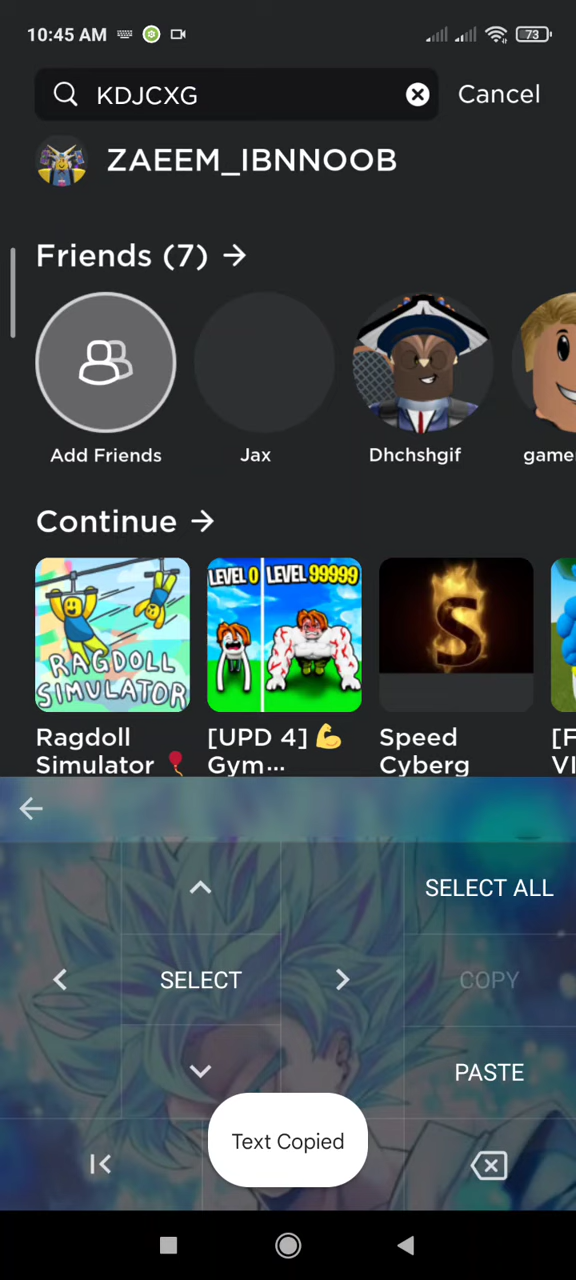 10:45 AM
73
KDJCXG
Cancel
ZAEEM_IBNNOOB
Friends (7) →
Add Friends
Jax
Dhchshgif
gamer
Continue →
RAGDOLL
SIMULATOR
LEVEL 0
LEVEL 99999
S
Ragdoll
Simulator 🎈
[UPD 4] 💪
Gym...
Speed
Cyberg
[F
VI
SELECT ALL
SELECT
COPY
PASTE
Text Copied